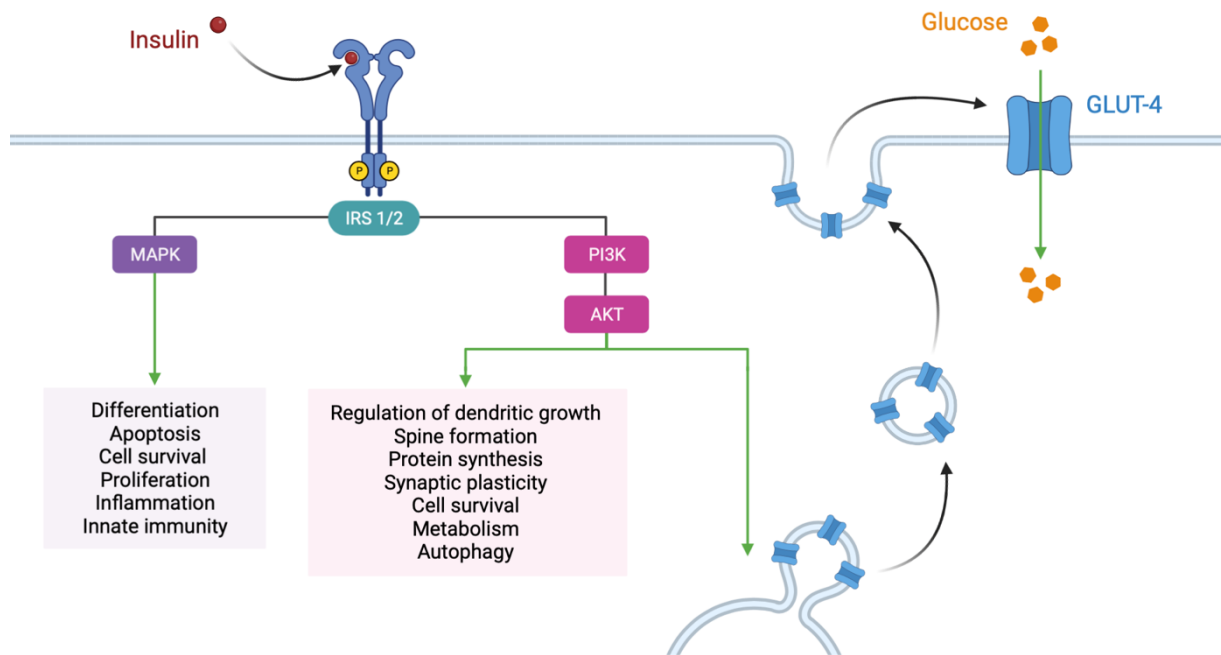 Insulin
Glucose
GLUT-4
P
P
IRS 1/2
MAPK
PI3K
AKT
Differentiation
Apoptosis
Cell survival
Proliferation
Inflammation
Innate immunity
Regulation of dendritic growth
Spine formation
Protein synthesis
Synaptic plasticity
Cell survival
Metabolism
Autophagy